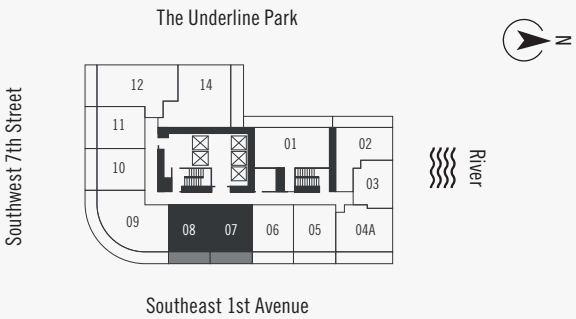 The Underline Park
N
Southwest 7th Street
12
14
11
01
02
10
03
09
08
07
06
05
04A
River
Southeast 1st Avenue